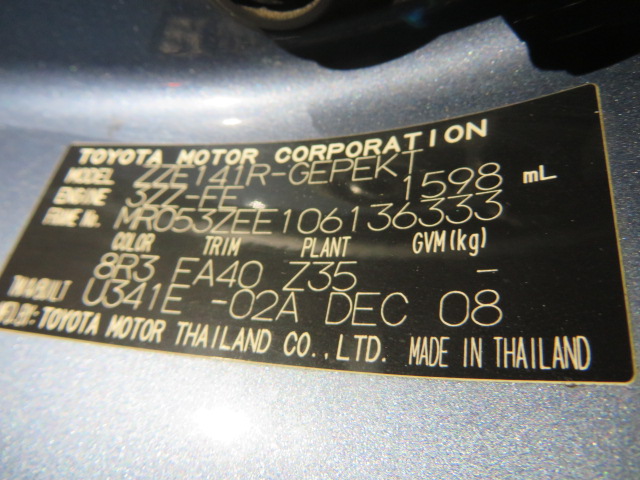 TOYOTA MOTOR CORPORATION
MODEL ZZE141R-GEPEKT
ENGINE 3ZZ-FE 1598 mL
FRAME No. MR053ZEE106136333
COLOR TRIM PLANT GVM(kg)
8R3 FA40 Z35 -
U341E -02A DEC 08
TOYOTA MOTOR THAILAND CO.,LTD. MADE IN THAILAND